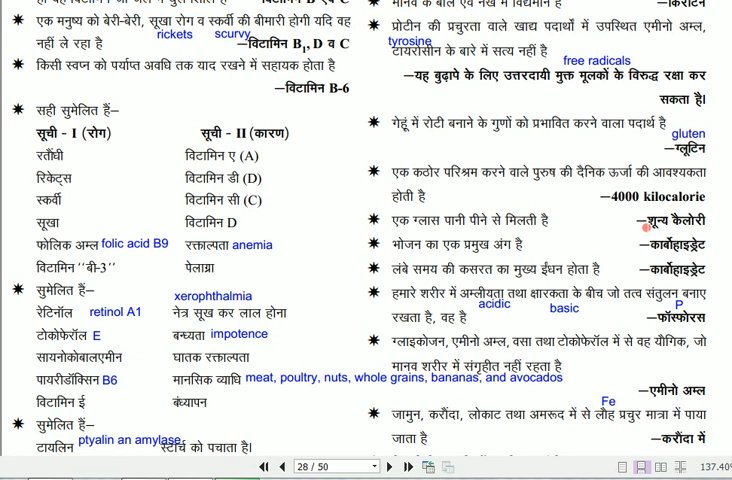 ✷ एक मनुष्य को बेरी-बेरी, सूखा रोग व स्कर्वी की बीमारी होगी यदि वह
rickets scurvy
नहीं ले रहा है —विटामिन B₁, D व C
✷ किसी स्वप्न को पर्याप्त अवधि तक याद रखने में सहायक होता है
—विटामिन B-6
✷ सही सुमेलित हैं–
सूची - I (रोग) सूची - II (कारण)
रतौंधी विटामिन ए (A)
रिकेट्स विटामिन डी (D)
स्कर्वी विटामिन सी (C)
सूखा विटामिन D
फोलिक अम्ल folic acid B9 रक्ताल्पता anemia
विटामिन "बी-3" पेलाग्रा
✷ सुमेलित हैं–
xerophthalmia
रेटिनॉल retinol A1 नेत्र सूख कर लाल होना
टोकोफेरॉल E बन्ध्यता impotence
सायनोकोबालएमीन घातक रक्ताल्पता
पायरीडॉक्सिन B6 मानसिक व्याधि meat, poultry, nuts, whole grains, bananas, and avocados
विटामिन ई बंध्यापन
✷ सुमेलित हैं–
टायलिन ptyalin an amylase स्टार्च को पचाता है।
—किरेटिन
✷ प्रोटीन की प्रचुरता वाले खाद्य पदार्थों में उपस्थित एमीनो अम्ल,
tyrosine
टायरोसीन के बारे में सत्य नहीं है
free radicals
—यह बुढ़ापे के लिए उत्तरदायी मुक्त मूलकों के विरुद्ध रक्षा कर
सकता है।
✷ गेहूं में रोटी बनाने के गुणों को प्रभावित करने वाला पदार्थ है
gluten
—ग्लूटिन
✷ एक कठोर परिश्रम करने वाले पुरुष की दैनिक ऊर्जा की आवश्यकता
होती है —4000 kilocalorie
✷ एक ग्लास पानी पीने से मिलती है —शून्य कैलोरी
✷ भोजन का एक प्रमुख अंग है —कार्बोहाइड्रेट
✷ लंबे समय की कसरत का मुख्य ईंधन होता है —कार्बोहाइड्रेट
✷ हमारे शरीर में अम्लीयता तथा क्षारकता के बीच जो तत्व संतुलन बनाए
acidic basic P
रखता है, वह है —फॉस्फोरस
✷ ग्लाइकोजन, एमीनो अम्ल, वसा तथा टोकोफेरॉल में से वह यौगिक, जो
मानव शरीर में संगृहीत नहीं रहता है
—एमीनो अम्ल
Fe
✷ जामुन, करौंदा, लोकाट तथा अमरूद में से लौह प्रचुर मात्रा में पाया
जाता है —करौंदा में
28 / 50
137.40